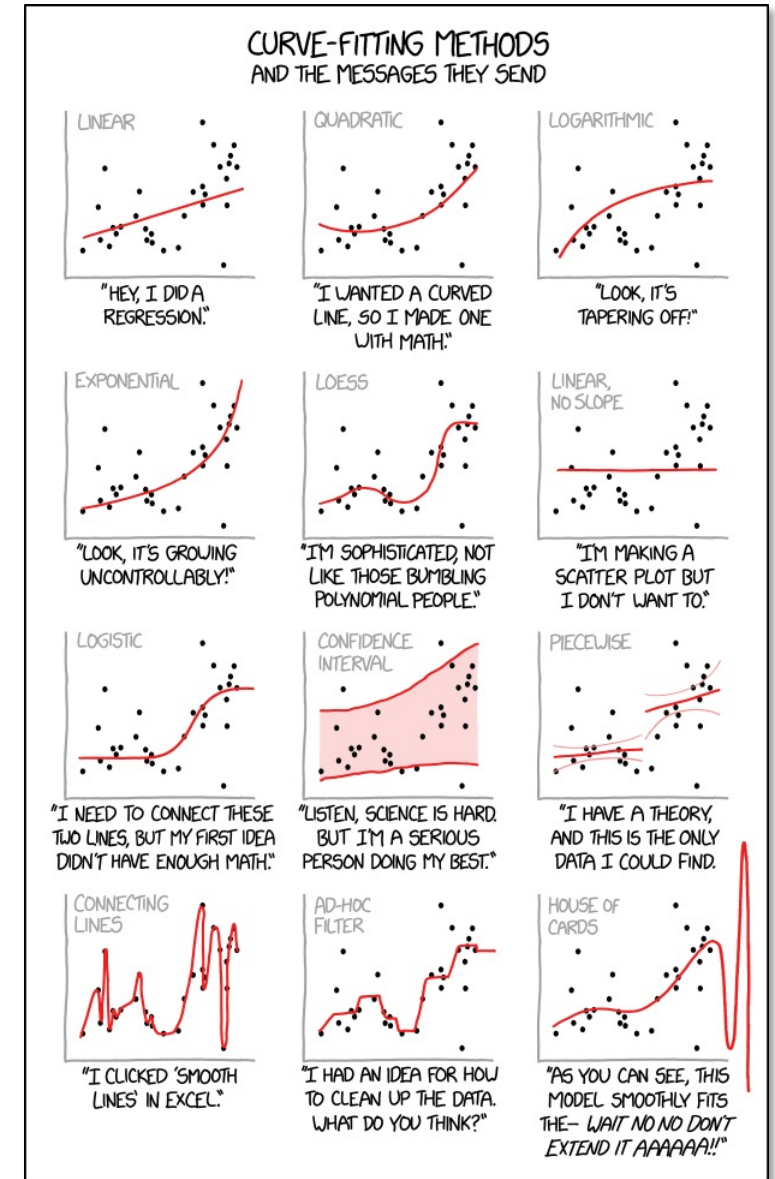 CURVE-FITTING METHODS
AND THE MESSAGES THEY SEND
LINEAR
"HEY, I DID A
REGRESSION."
QUADRATIC
"I WANTED A CURVED
LINE, SO I MADE ONE
WITH MATH."
LOGARITHMIC
"LOOK, IT'S
TAPERING OFF!"
EXPONENTIAL
"LOOK, IT'S GROWING
UNCONTROLLABLY!"
LOESS
"I'M SOPHISTICATED, NOT
LIKE THOSE BUMBLING
POLYNOMIAL PEOPLE."
LINEAR,
NO SLOPE
"I'M MAKING A
SCATTER PLOT BUT
I DON'T WANT TO."
LOGISTIC
"I NEED TO CONNECT THESE
TWO LINES, BUT MY FIRST IDEA
DIDN'T HAVE ENOUGH MATH."
CONFIDENCE
INTERVAL
"LISTEN, SCIENCE IS HARD.
BUT I'M A SERIOUS
PERSON DOING MY BEST."
PIECEWISE
"I HAVE A THEORY,
AND THIS IS THE ONLY
DATA I COULD FIND.
CONNECTING
LINES
"I CLICKED 'SMOOTH
LINES' IN EXCEL."
AD-HOC
FILTER
"I HAD AN IDEA FOR HOW
TO CLEAN UP THE DATA.
WHAT DO YOU THINK?"
HOUSE OF
CARDS
"AS YOU CAN SEE, THIS
MODEL SMOOTHLY FITS
THE– WAIT NO NO DON'T
EXTEND IT AAAAAA!!"